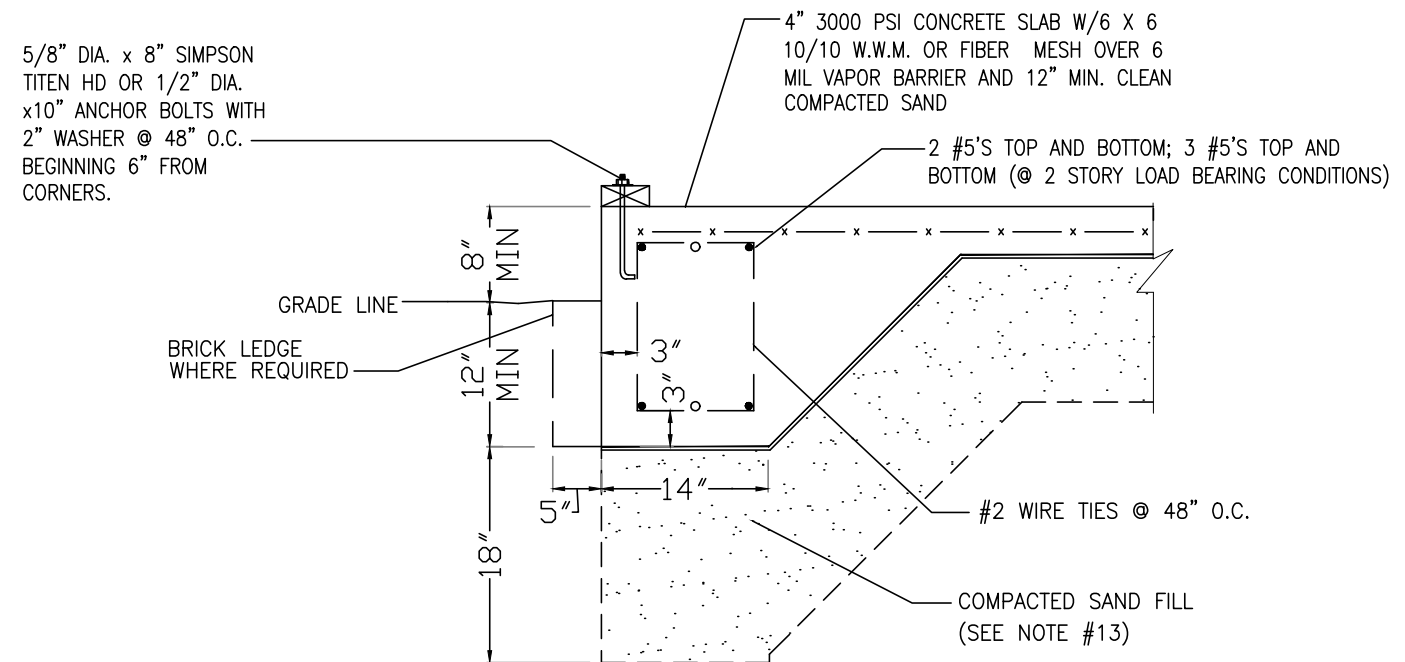 5/8" DIA. x 8" SIMPSON
TITEN HD OR 1/2" DIA.
x10" ANCHOR BOLTS WITH
2" WASHER @ 48" O.C.
BEGINNING 6" FROM
CORNERS.
4" 3000 PSI CONCRETE SLAB W/6 X 6
10/10 W.W.M. OR FIBER MESH OVER 6
MIL VAPOR BARRIER AND 12" MIN. CLEAN
COMPACTED SAND
2 #5'S TOP AND BOTTOM; 3 #5'S TOP AND
BOTTOM (@ 2 STORY LOAD BEARING CONDITIONS)
8"
MIN
GRADE LINE
BRICK LEDGE
WHERE REQUIRED
12"
MIN
3"
3"
5"
14"
18"
#2 WIRE TIES @ 48" O.C.
COMPACTED SAND FILL
(SEE NOTE #13)